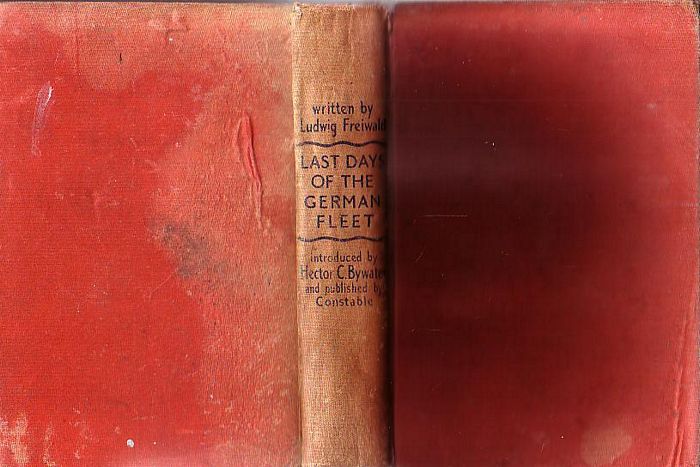 written by
Ludwig Freiwald
LAST DAYS
OF THE
GERMAN
FLEET
introduced by
Hector C. Bywater
and published by
Constable